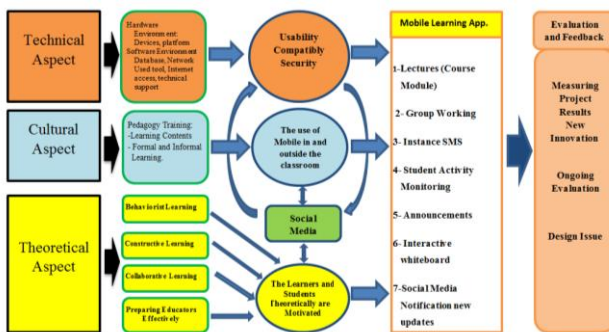 Technical
Aspect
Hardware
Environment:
Devices, platform
Software Environment
Database, Network
Used tool, Internet
access, technical
support
Usability
Compatibly
Security
Cultural
Aspect
Pedagogy Training:
-Learning Contents
- Formal and Informal
Learning.
The use of
Mobile in and
outside the
classroom
Social
Media
Theoretical
Aspect
Behaviorist Learning
Constructive Learning
Collaborative Learning
Preparing Educators
Effectively
The Learners and
Students
Theoretically are
Motivated
Mobile Learning App.
1-Lectures (Course
Module)
2- Group Working
3- Instance SMS
4- Student Activity
Monitoring
5- Announcements
6- Interactive
whiteboard
7-Social Media
Notification new
updates
Evaluation
and Feedback
Measuring
Project
Results
New
Innovation
Ongoing
Evaluation
Design Issue